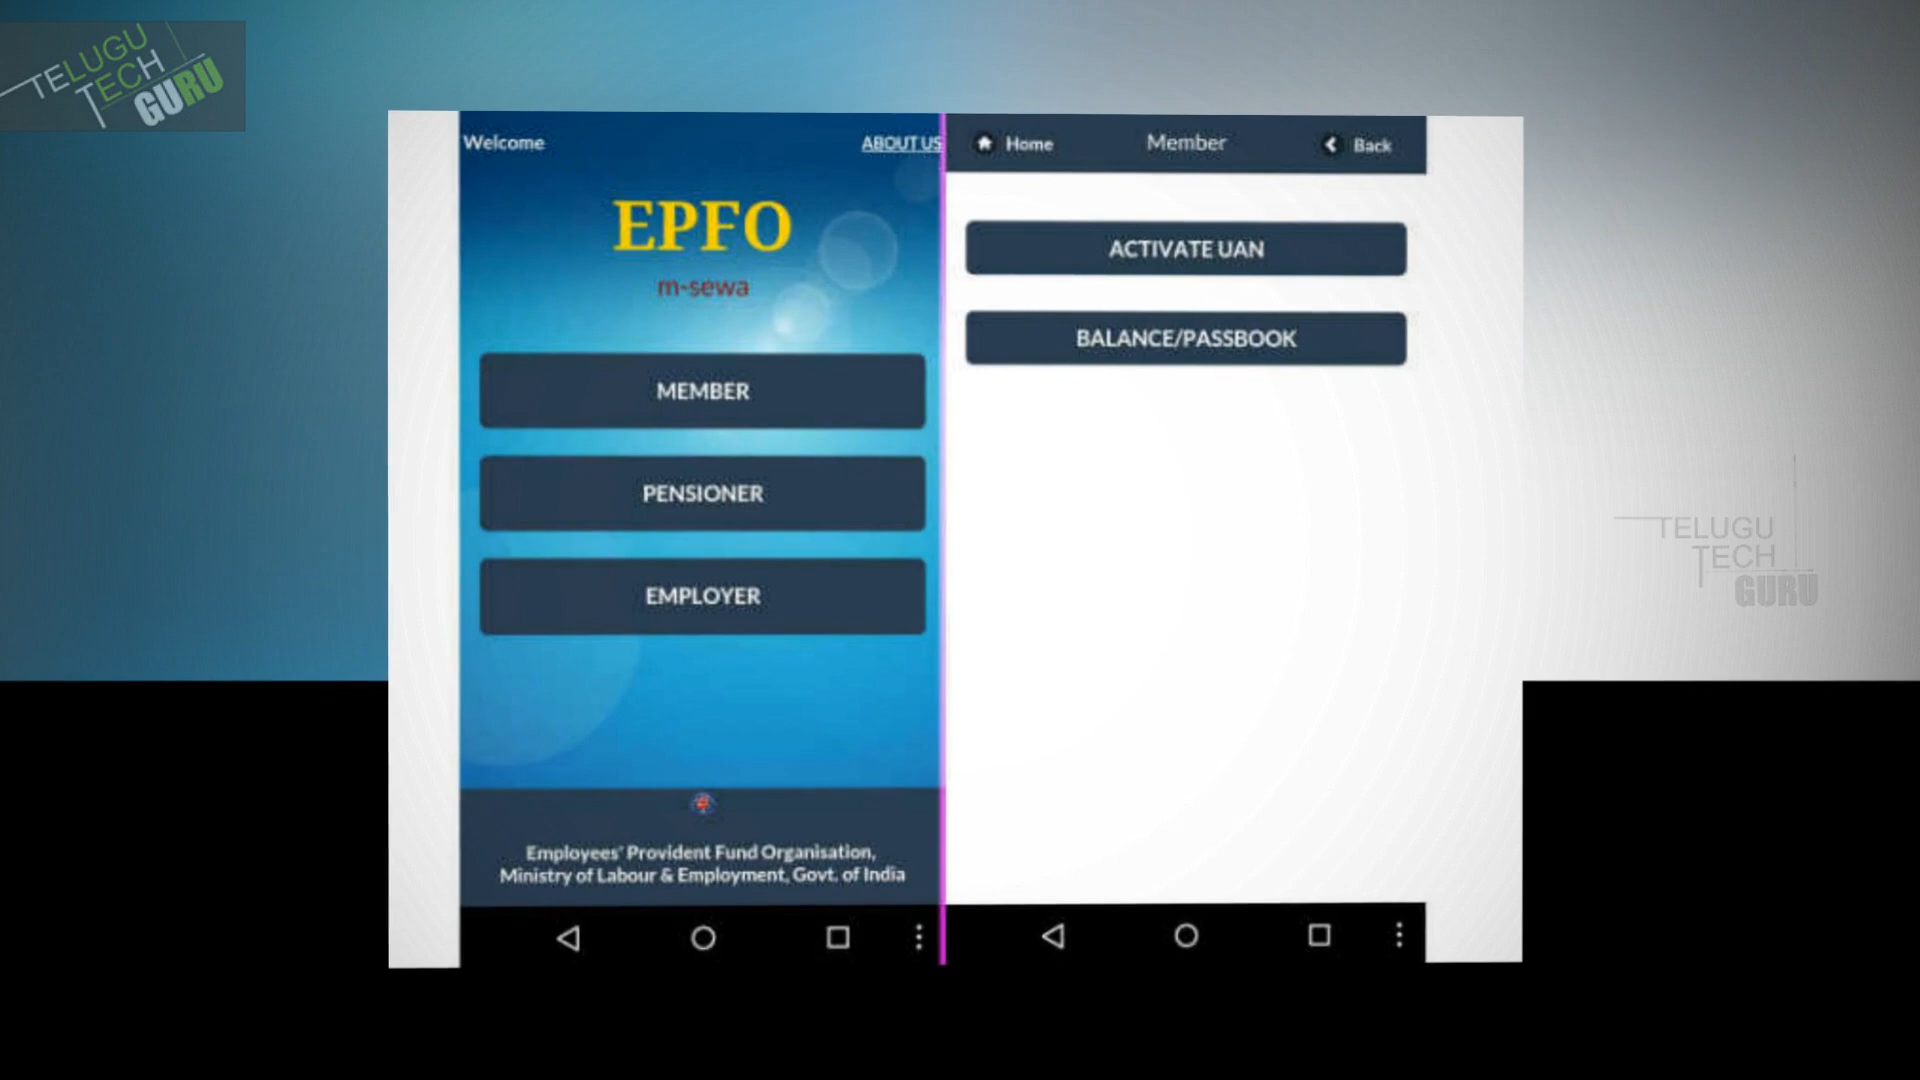 TELUGU
TECH
GURU
Welcome
ABOUT US
EPFO
m-sewa
MEMBER
PENSIONER
EMPLOYER
Employees' Provident Fund Organisation,
Ministry of Labour & Employment, Govt. of India
Home
Member
Back
ACTIVATE UAN
BALANCE/PASSBOOK
TELUGU
TECH
GURU